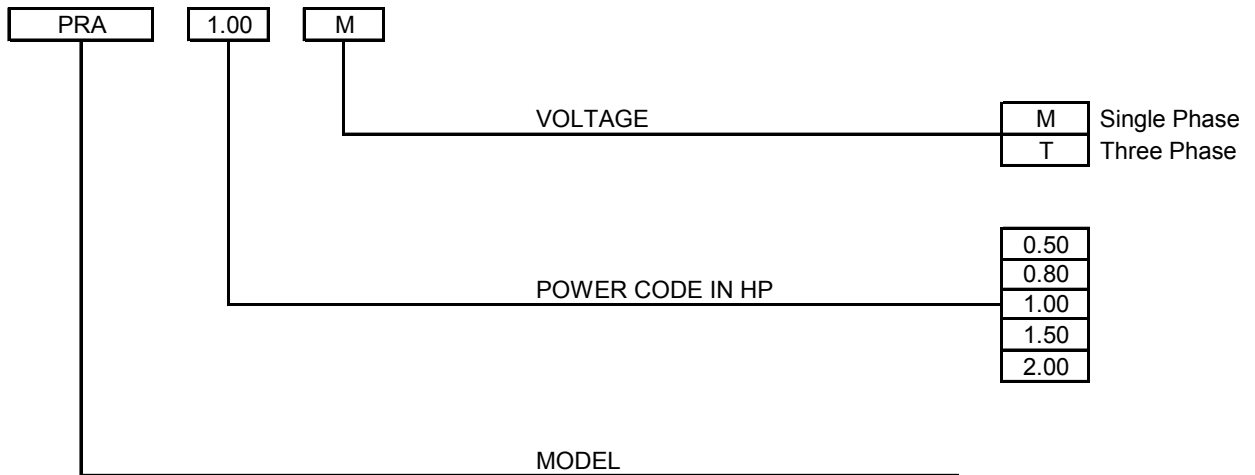 PRA 1.00 M
VOLTAGE M Single Phase
T Three Phase
0.50
0.80
POWER CODE IN HP 1.00
1.50
2.00
MODEL